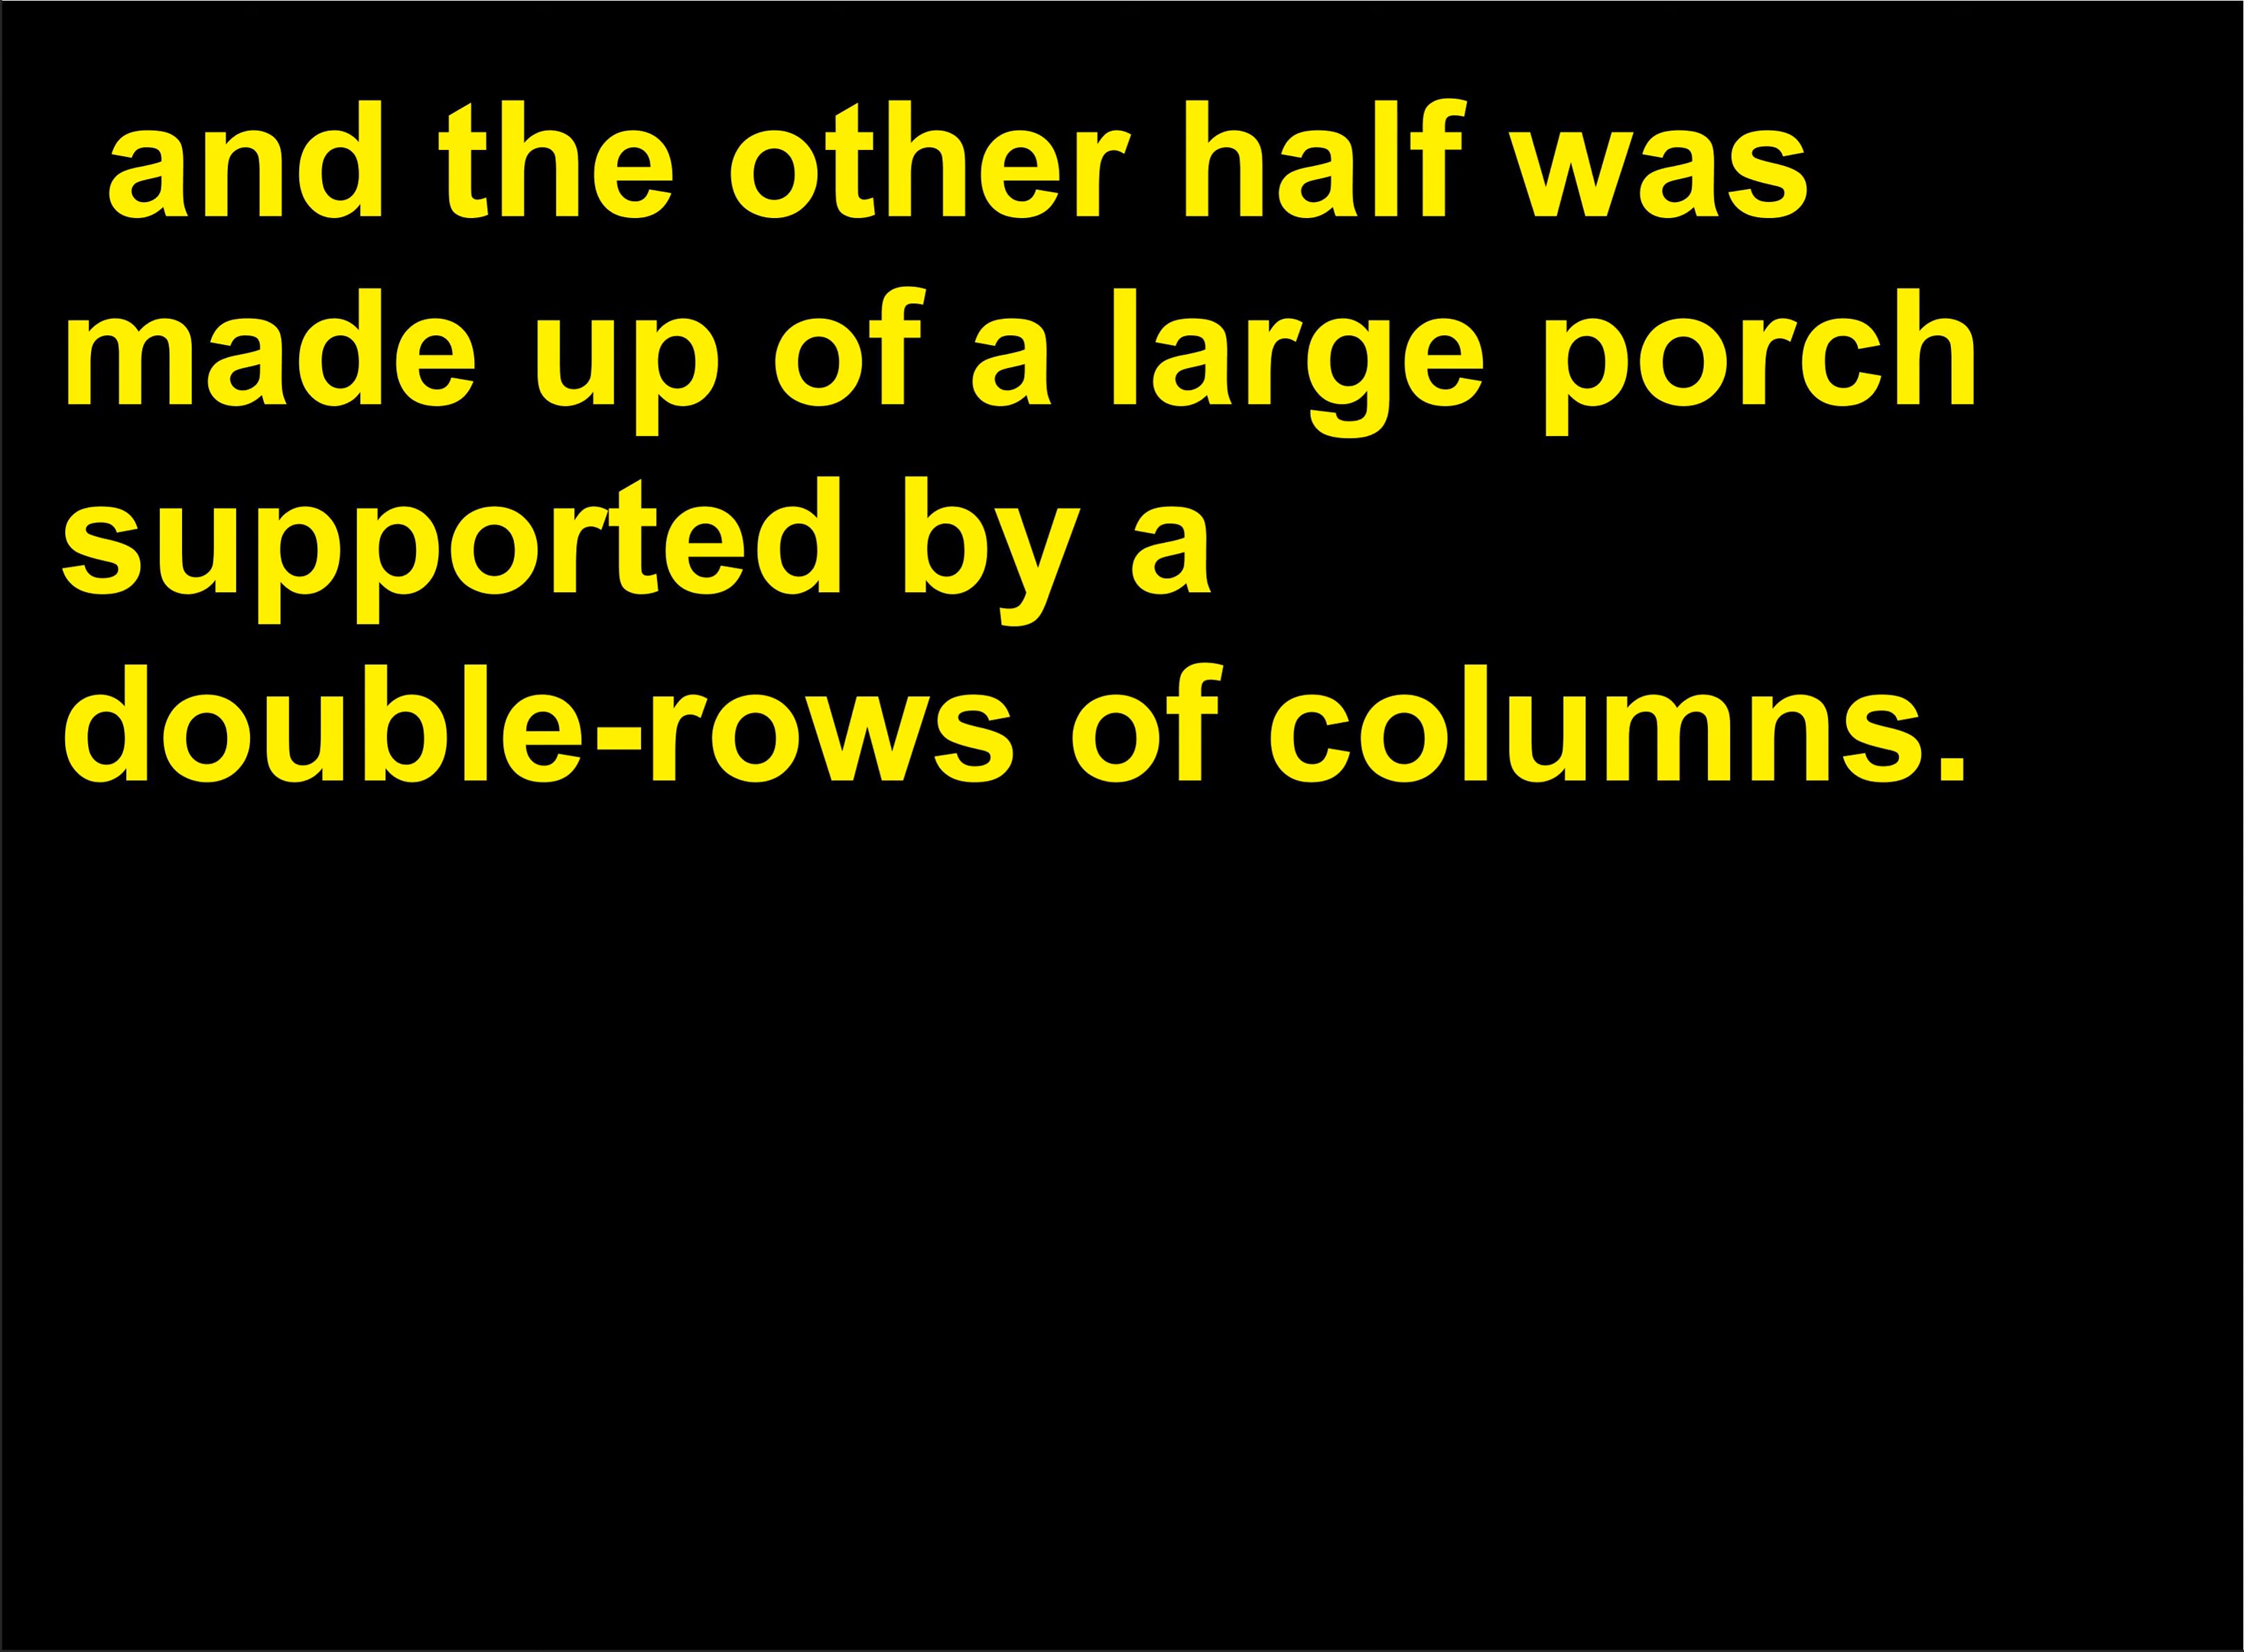 and the other half was
made up of a large porch
supported by a
double-rows of columns.